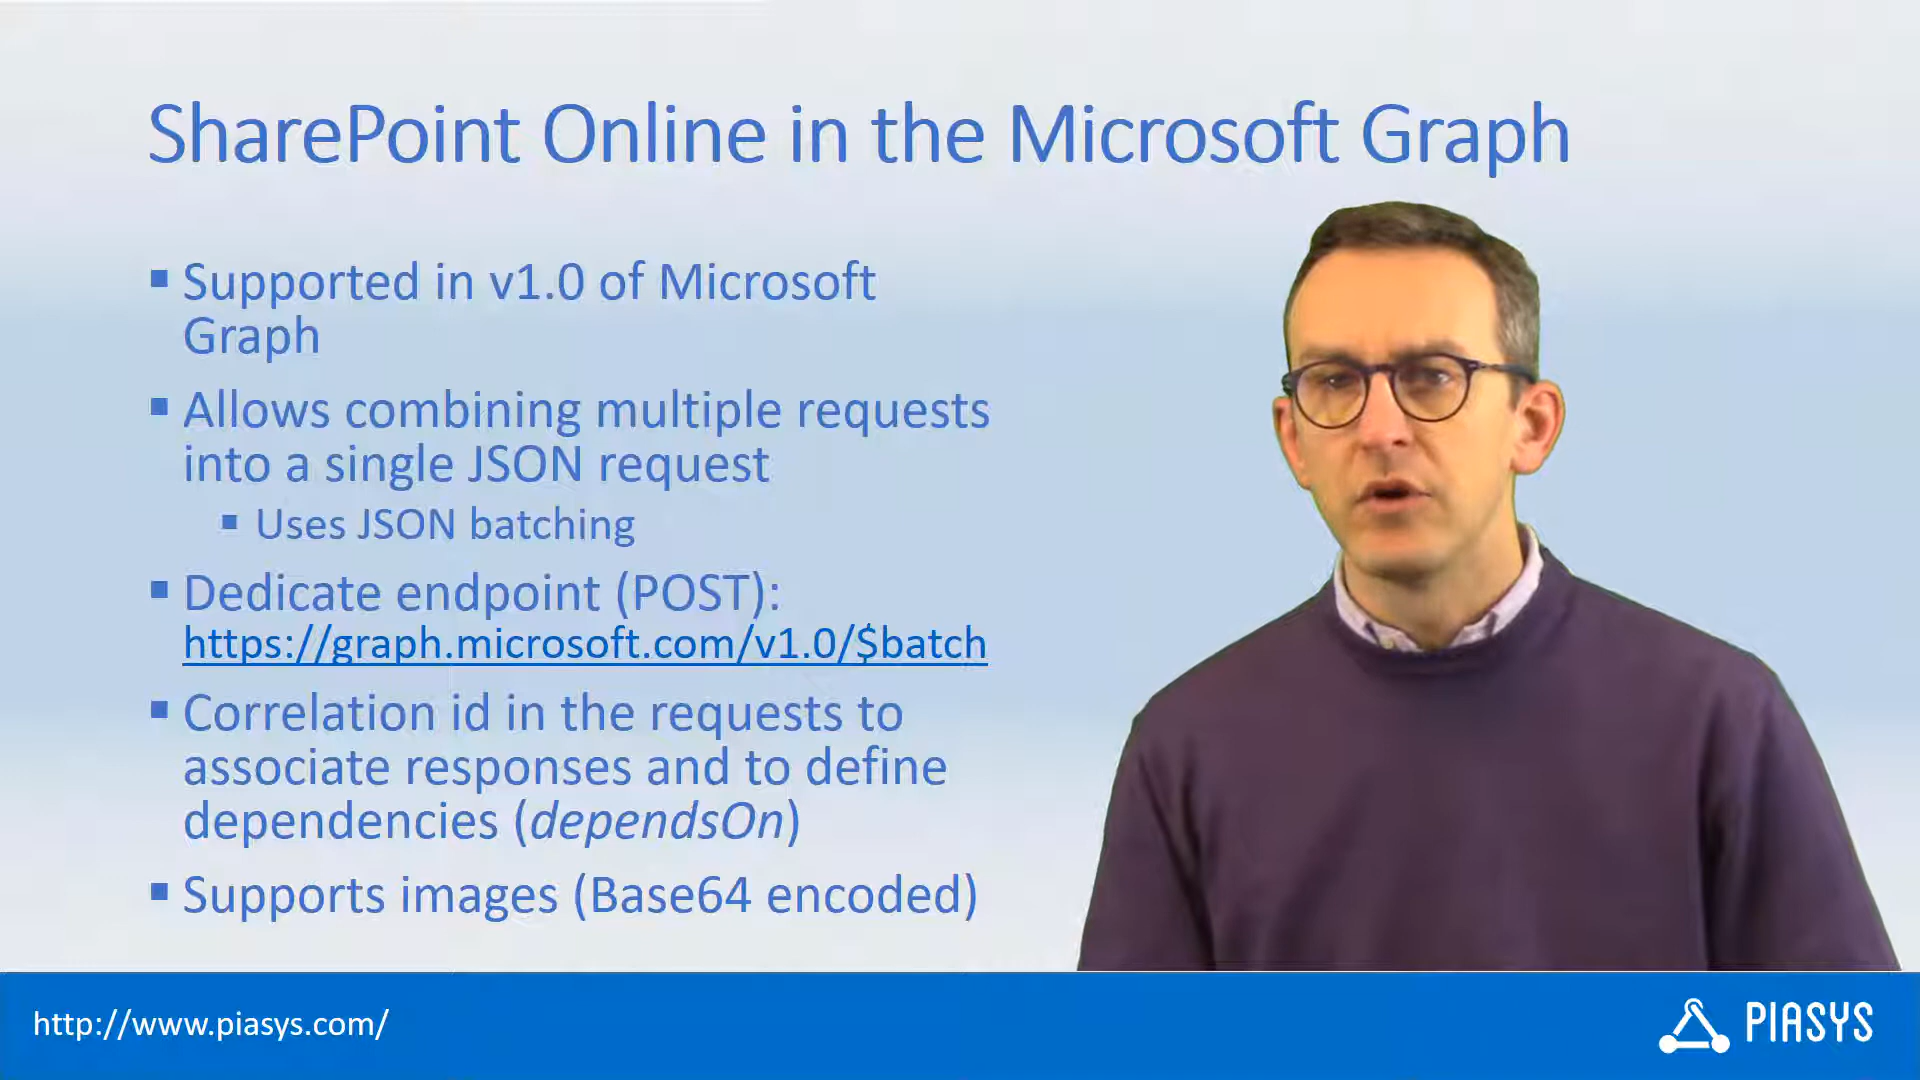 SharePoint Online in the Microsoft Graph
Supported in v1.0 of Microsoft
Graph
Allows combining multiple requests
into a single JSON request
Uses JSON batching
Dedicate endpoint (POST):
https://graph.microsoft.com/v1.0/$batch
Correlation id in the requests to
associate responses and to define
dependencies (dependsOn)
Supports images (Base64 encoded)
http://www.piasys.com/
PIASYS